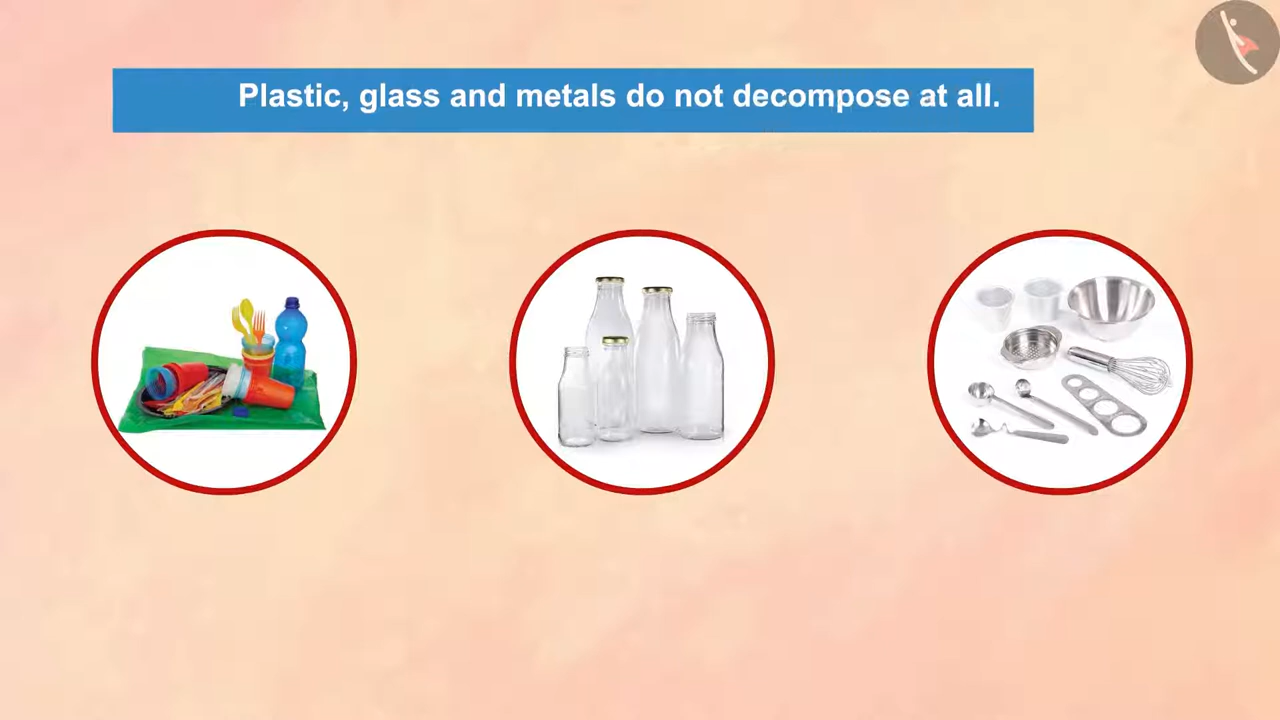 Plastic, glass and metals do not decompose at all.